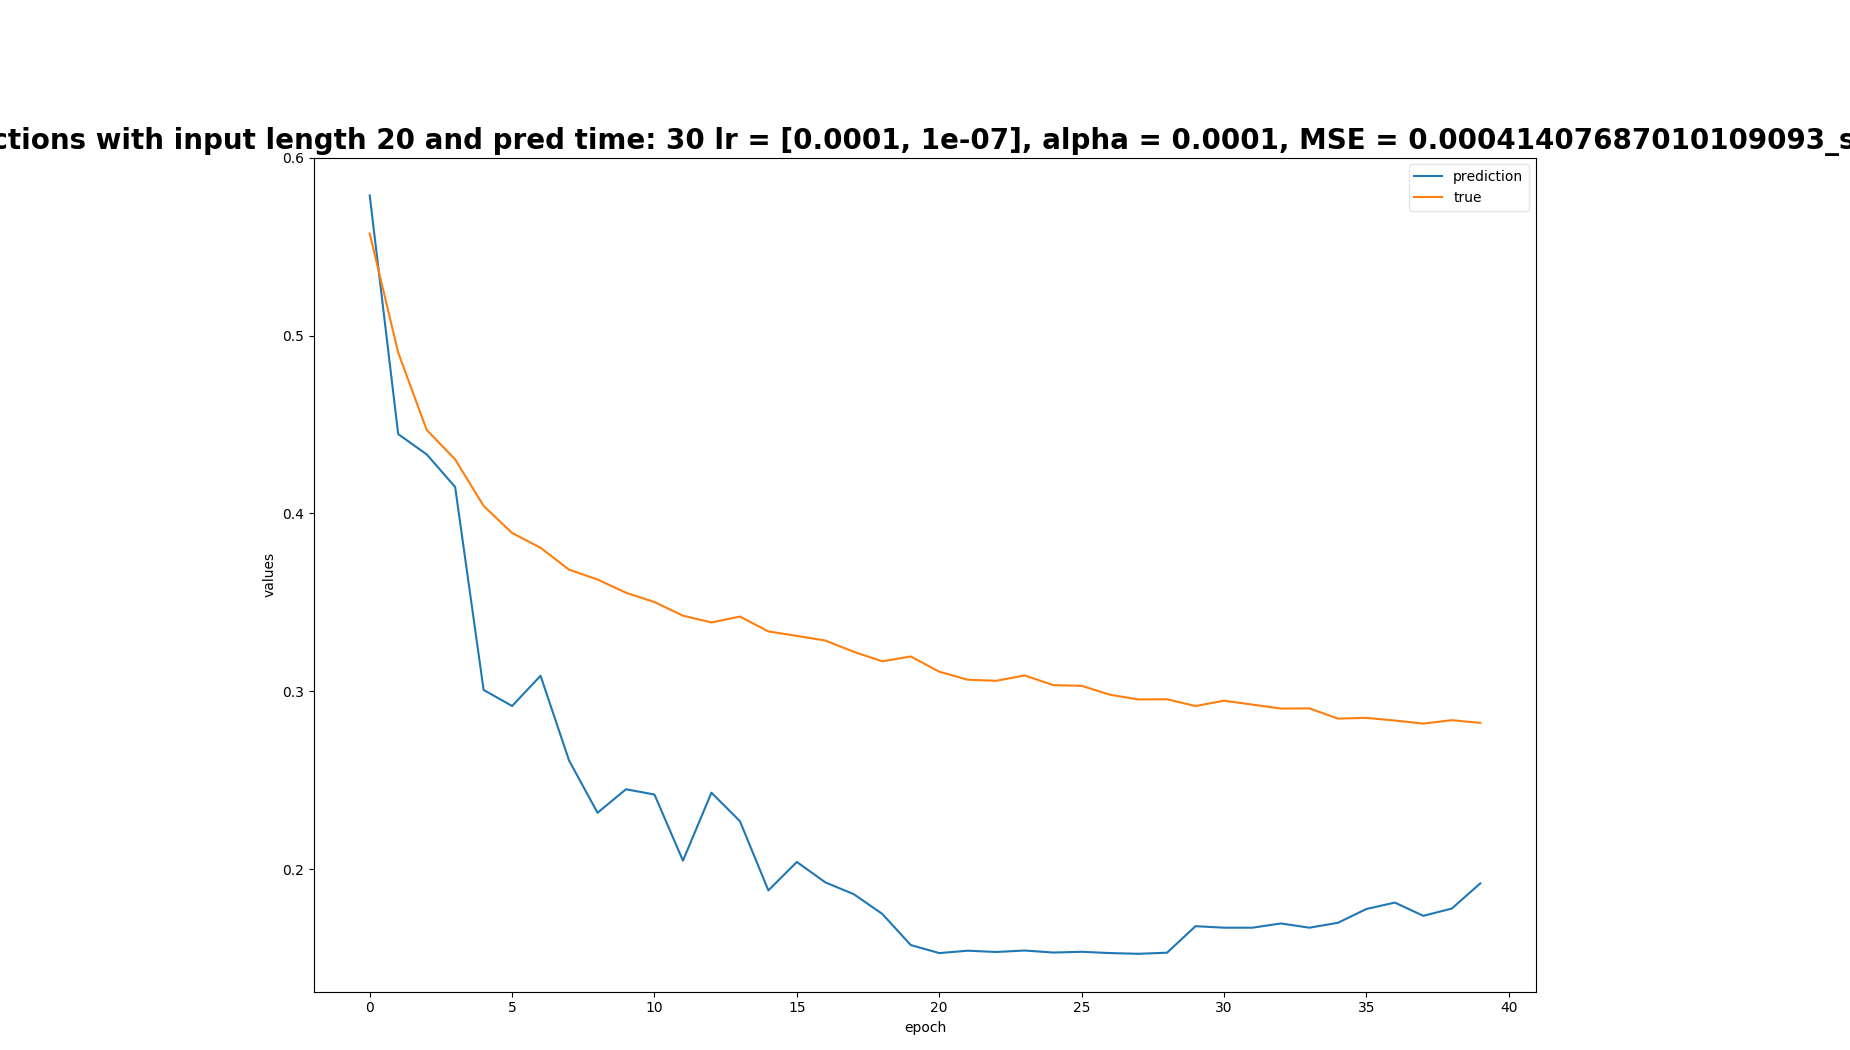 with input length 20 and pred time: 30 lr = [0.0001, 1e-07], alpha = 0.0001, MSE = 0.00041407687010109093_s
prediction
true
0.6
0.5
0.4
0.3
0.2
values
0 5 10 15 20 25 30 35 40
epoch